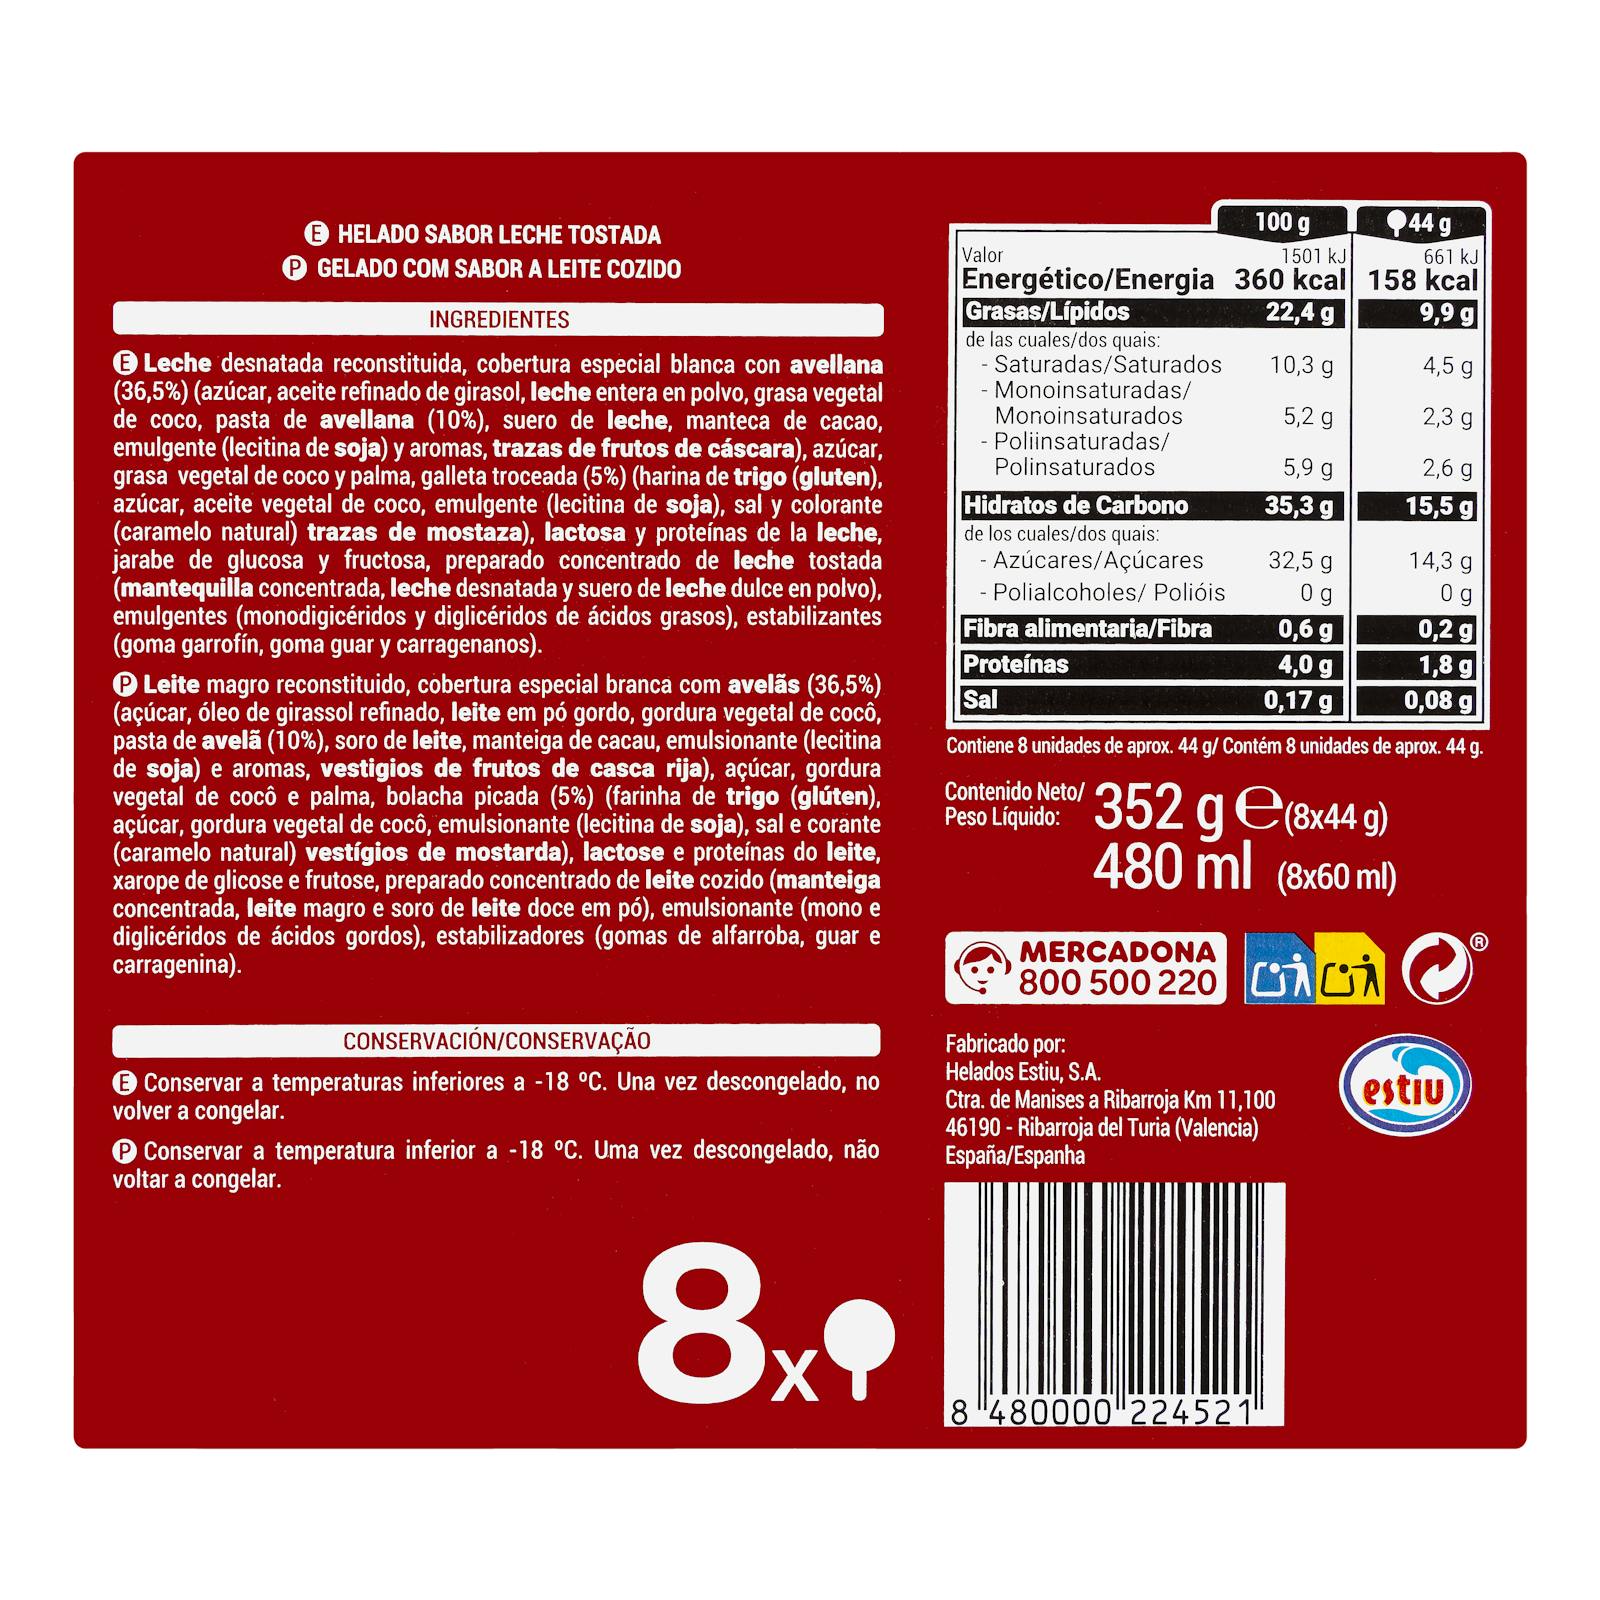 E HELADO SABOR LECHE TOSTADA
P GELADO COM SABOR A LEITE COZIDO
INGREDIENTES
E Leche desnatada reconstituida, cobertura especial blanca con avellana
(36,5%) (azúcar, aceite refinado de girasol, leche entera en polvo, grasa vegetal
de coco, pasta de avellana (10%), suero de leche, manteca de cacao,
emulgente (lecitina de soja) y aromas, trazas de frutos de cáscara), azúcar,
grasa vegetal de coco y palma, galleta troceada (5%) (harina de trigo (gluten),
azúcar, aceite vegetal de coco, emulgente (lecitina de soja), sal y colorante
(caramelo natural) trazas de mostaza), lactosa y proteínas de la leche,
jarabe de glucosa y fructosa, preparado concentrado de leche tostada
(mantequilla concentrada, leche desnatada y suero de leche dulce en polvo),
emulgentes (monodigicéridos y diglicéridos de ácidos grasos), estabilizantes
(goma garrofín, goma guar y carragenanos).
P Leite magro reconstituido, cobertura especial branca com avelãs (36,5%)
(açúcar, óleo de girassol refinado, leite em pó gordo, gordura vegetal de cocô,
pasta de avelã (10%), soro de leite, manteiga de cacau, emulsionante (lecitina
de soja) e aromas, vestigios de frutos de casca rija), açúcar, gordura
vegetal de cocô e palma, bolacha picada (5%) (farinha de trigo (glúten),
açúcar, gordura vegetal de cocô, emulsionante (lecitina de soja), sal e corante
(caramelo natural) vestígios de mostarda), lactose e proteínas do leite,
xarope de glicose e frutose, preparado concentrado de leite cozido (manteiga
concentrada, leite magro e soro de leite doce em pó), emulsionante (mono e
diglicéridos de ácidos gordos), estabilizadores (gomas de alfarroba, guar e
carragenina).
CONSERVACIÓN/CONSERVAÇÃO
E Conservar a temperaturas inferiores a -18 ºC. Una vez descongelado, no
volver a congelar.
P Conservar a temperatura inferior a -18 ºC. Uma vez descongelado, não
voltar a congelar.
8x
100 g 44 g
Valor 1501 kJ 661 kJ
Energético/Energia 360 kcal 158 kcal
Grasas/Lípidos 22,4 g 9,9 g
de las cuales/dos quais:
- Saturadas/Saturados 10,3 g 4,5 g
- Monoinsaturadas/
Monoinsaturados 5,2 g 2,3 g
- Poliinsaturadas/
Polinsaturados 5,9 g 2,6 g
Hidratos de Carbono 35,3 g 15,5 g
de los cuales/dos quais:
- Azúcares/Açúcares 32,5 g 14,3 g
- Polialcoholes/ Polióis 0 g 0 g
Fibra alimentaria/Fibra 0,6 g 0,2 g
Proteínas 4,0 g 1,8 g
Sal 0,17 g 0,08 g
Contiene 8 unidades de aprox. 44 g/ Contém 8 unidades de aprox. 44 g.
Contenido Neto/
Peso Líquido: 352 g e (8x44 g)
480 ml (8x60 ml)
MERCADONA
800 500 220
®
Fabricado por:
Helados Estiu, S.A.
Ctra. de Manises a Ribarroja Km 11,100
46190 - Ribarroja del Turia (Valencia)
España/Espanha
estiu
8 480000 224521